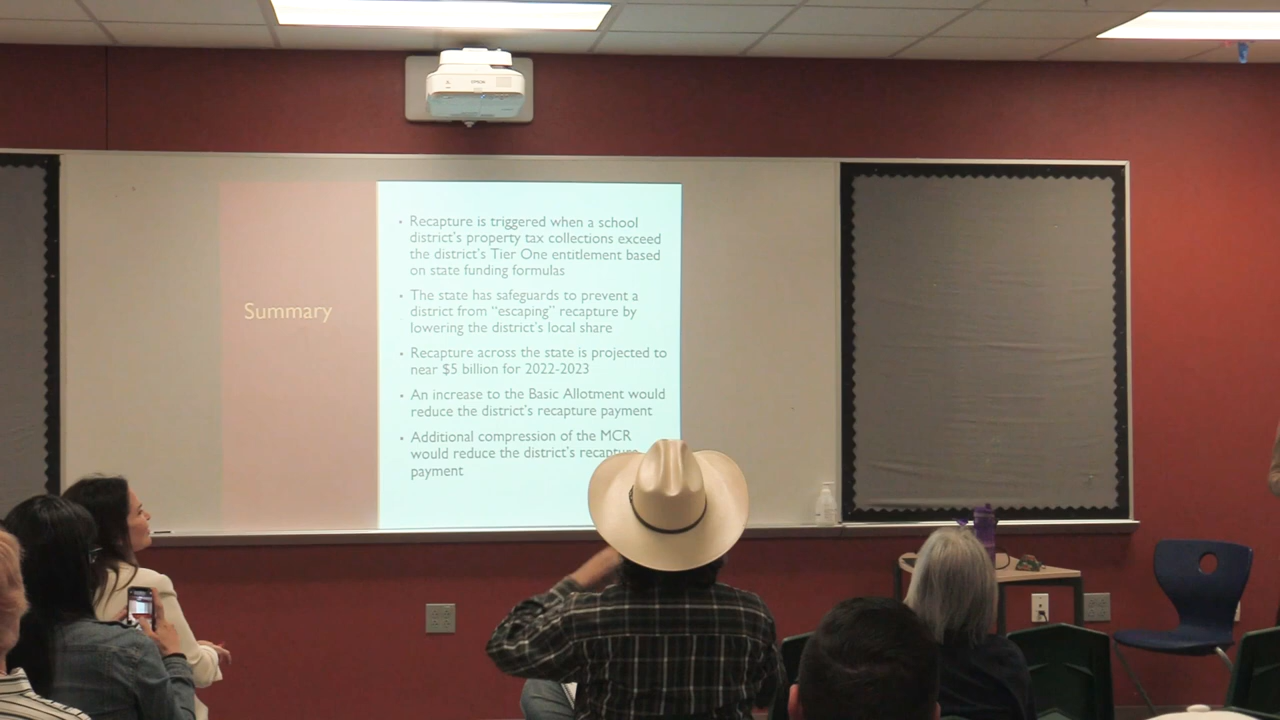 EPSON
Summary
• Recapture is triggered when a school
district's property tax collections exceed
the district's Tier One entitlement based
on state funding formulas
• The state has safeguards to prevent a
district from “escaping” recapture by
lowering the district's local share
• Recapture across the state is projected to
near $5 billion for 2022-2023
• An increase to the Basic Allotment would
reduce the district's recapture payment
• Additional compression of the MCR
would reduce the district's recapture
payment